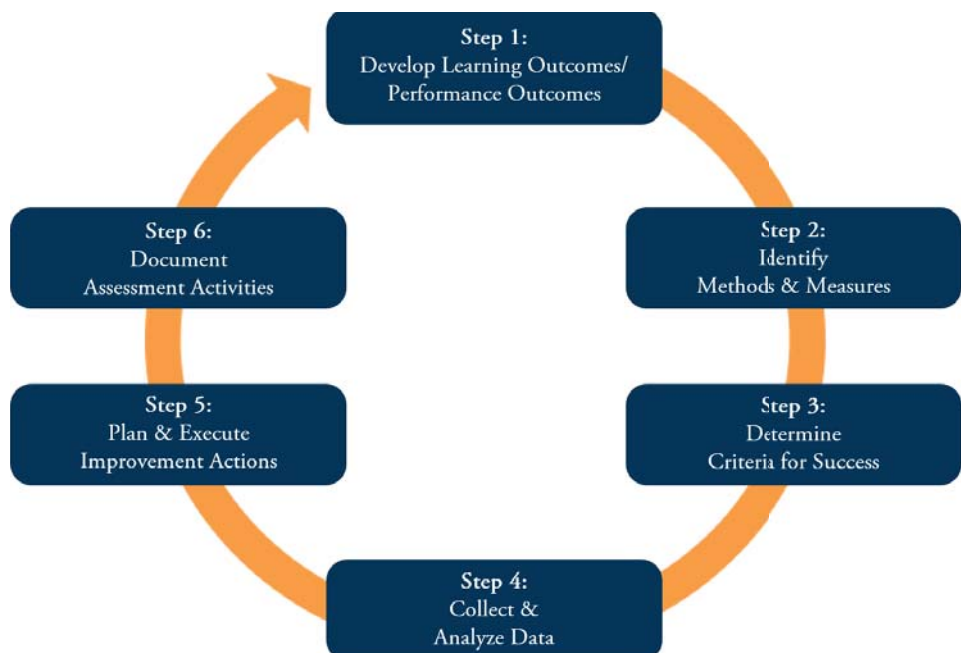 Step 1:
Develop Learning Outcomes/
Performance Outcomes
Step 2:
Identify
Methods & Measures
Step 3:
Determine
Criteria for Success
Step 4:
Collect &
Analyze Data
Step 5:
Plan & Execute
Improvement Actions
Step 6:
Document
Assessment Activities